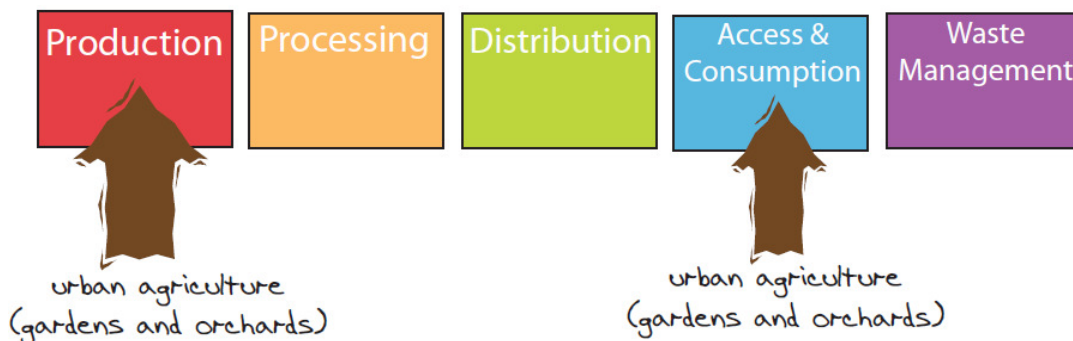 Production
Processing
Distribution
Access &
Consumption
Waste
Management
urban agriculture
(gardens and orchards)
urban agriculture
(gardens and orchards)